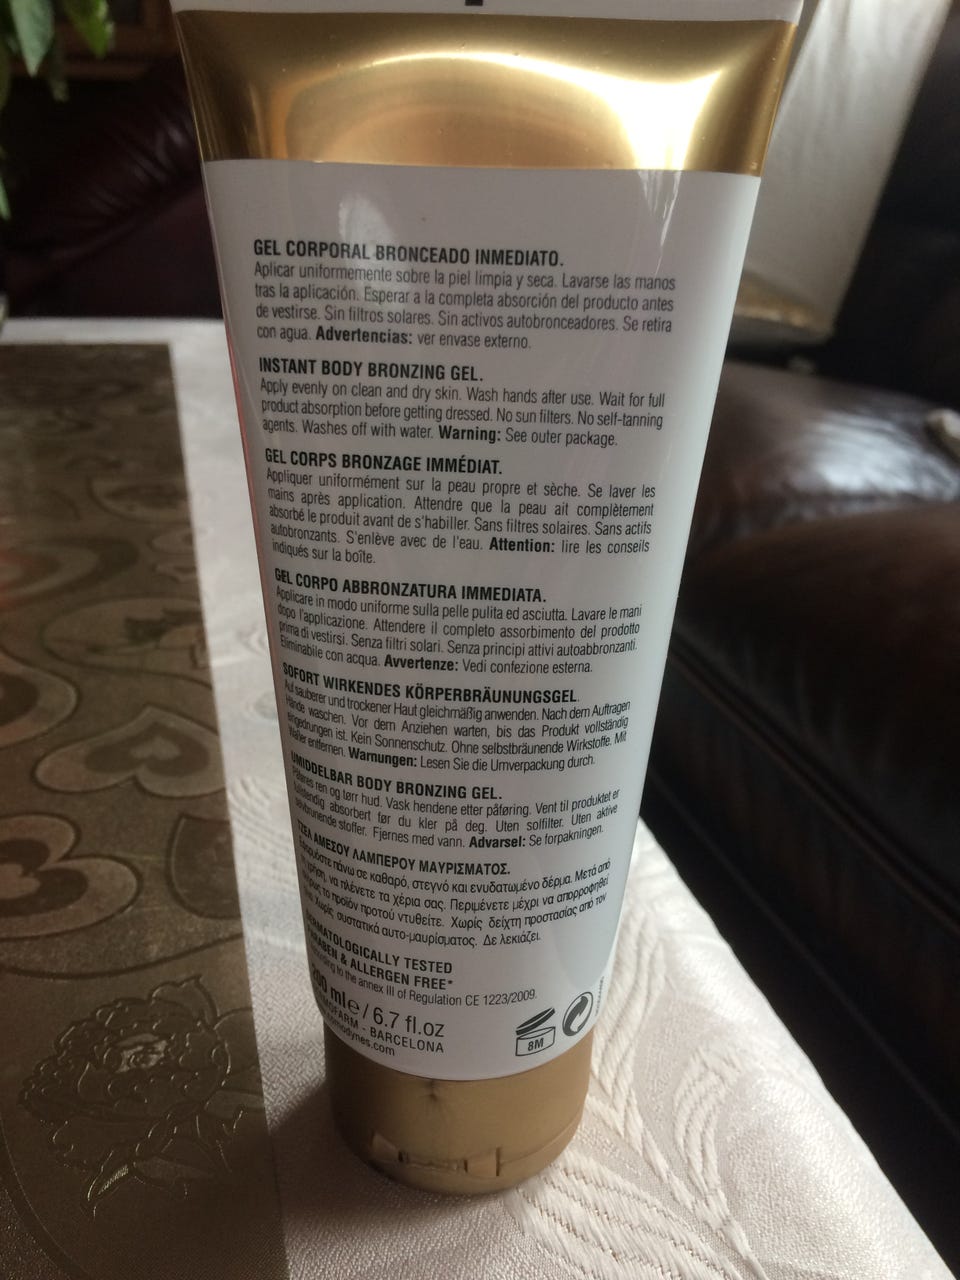 GEL CORPORAL BRONCEADO INMEDIATO.
Aplicar uniformemente sobre la piel limpia y seca. Lavarse las manos
tras la aplicación. Esperar a la completa absorción del producto antes
de vestirse. Sin filtros solares. Sin activos autobronceadores. Se retira
con agua. Advertencias: ver envase externo.
INSTANT BODY BRONZING GEL.
Apply evenly on clean and dry skin. Wash hands after use. Wait for full
product absorption before getting dressed. No sun filters. No self-tanning
agents. Washes off with water. Warning: See outer package.
GEL CORPS BRONZAGE IMMÉDIAT.
Appliquer uniformément sur la peau propre et sèche. Se laver les
mains après application. Attendre que la peau ait complètement
absorbé le produit avant de s'habiller. Sans filtres solaires. Sans actifs
autobronzants. S'enlève avec de l'eau. Attention: lire les conseils
indiqués sur la boîte.
GEL CORPO ABBRONZATURA IMMEDIATA.
Applicare in modo uniforme sulla pelle pulita ed asciutta. Lavare le mani
dopo l'applicazione. Attendere il completo assorbimento del prodotto
prima di vestirsi. Senza filtri solari. Senza principi attivi autoabbronzanti.
Eliminabile con acqua. Avvertenze: Vedi confezione esterna.
SOFORT WIRKENDES KÖRPERBRÄUNUNGSGEL.
Auf sauberer und trockener Haut gleichmäßig anwenden. Nach dem Auftragen
Hände waschen. Vor dem Anziehen warten, bis das Produkt vollständig
eingedrungen ist. Kein Sonnenschutz. Ohne selbstbräunende Wirkstoffe. Mit
Waßer entfernen. Warnungen: Lesen Sie die Umverpackung durch.
UMIDDELBAR BODY BRONZING GEL.
Påføres ren og tørr hud. Vask hendene etter påføring. Vent til produktet er
fullstendig absorbert før du kler på deg. Uten solfilter. Uten aktive
selvbrunende stoffer. Fjernes med vann. Advarsel: Se forpakningen.
ΤΖΕΛ ΑΜΕΣΟΥ ΛΑΜΠΕΡΟΥ ΜΑΥΡΙΣΜΑΤΟΣ.
Εφαρμόστε πάνω σε καθαρό, στεγνό και ενυδατωμένο δέρμα. Μετά από
τη χρήση, να πλένετε τα χέρια σας. Περιμένετε μέχρι να απορροφηθεί
πλήρως το προϊόν προτού ντυθείτε. Χωρίς δείκτη προστασίας από τον
ήλιο. Χωρίς συστατικά αυτο-μαυρίσματος. Δε λεκιάζει.
DERMATOLOGICALLY TESTED
PARABEN & ALLERGEN FREE*
*According to the annex III of Regulation CE 1223/2009.
200 ml e / 6.7 fl.oz
- BARCELONA
8M